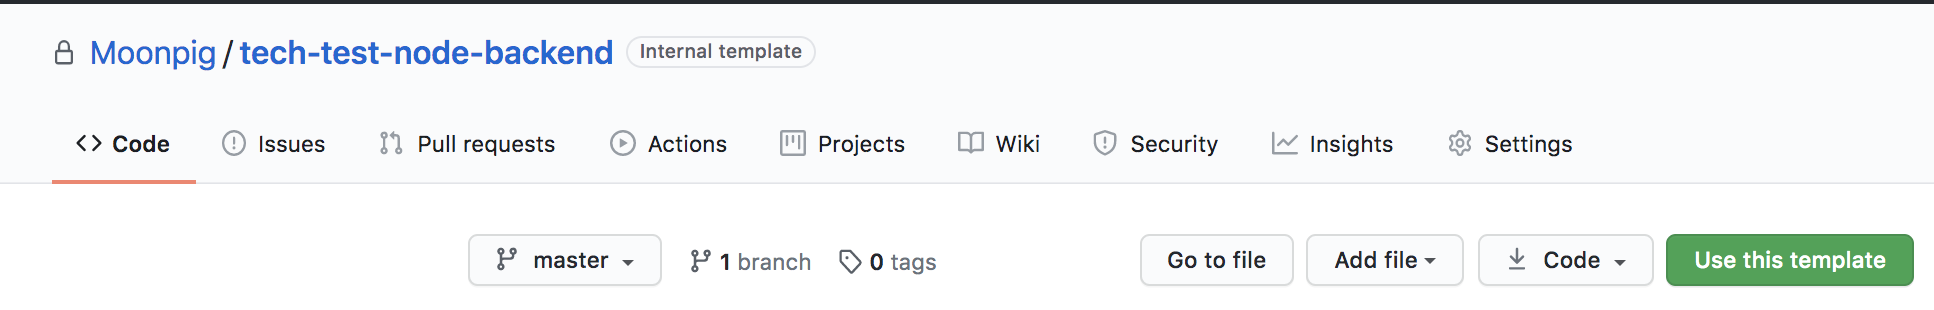 Moonpig / tech-test-node-backend Internal template
Code Issues Pull requests Actions Projects Wiki Security Insights Settings
master 1 branch 0 tags Go to file Add file Code Use this template